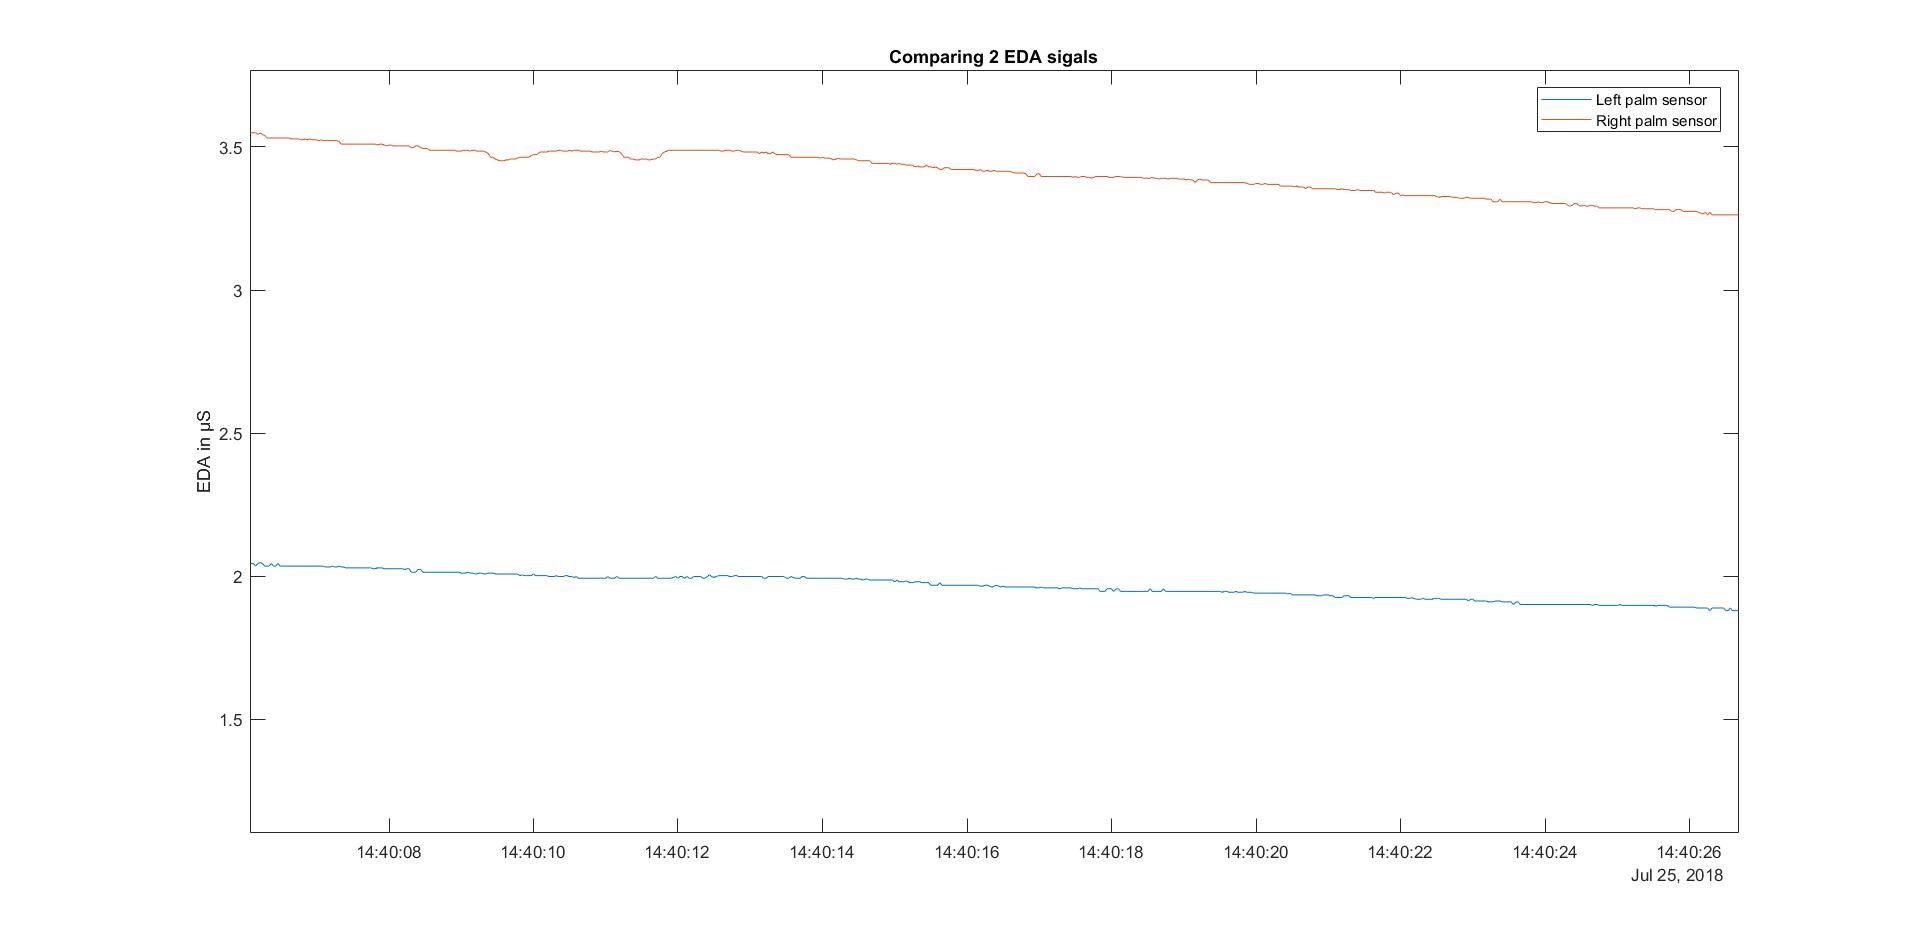 Comparing 2 EDA sigals
Left palm sensor
Right palm sensor
EDA in µS
3.5
3
2.5
2
1.5
14:40:08 14:40:10 14:40:12 14:40:14 14:40:16 14:40:18 14:40:20 14:40:22 14:40:24 14:40:26
Jul 25, 2018